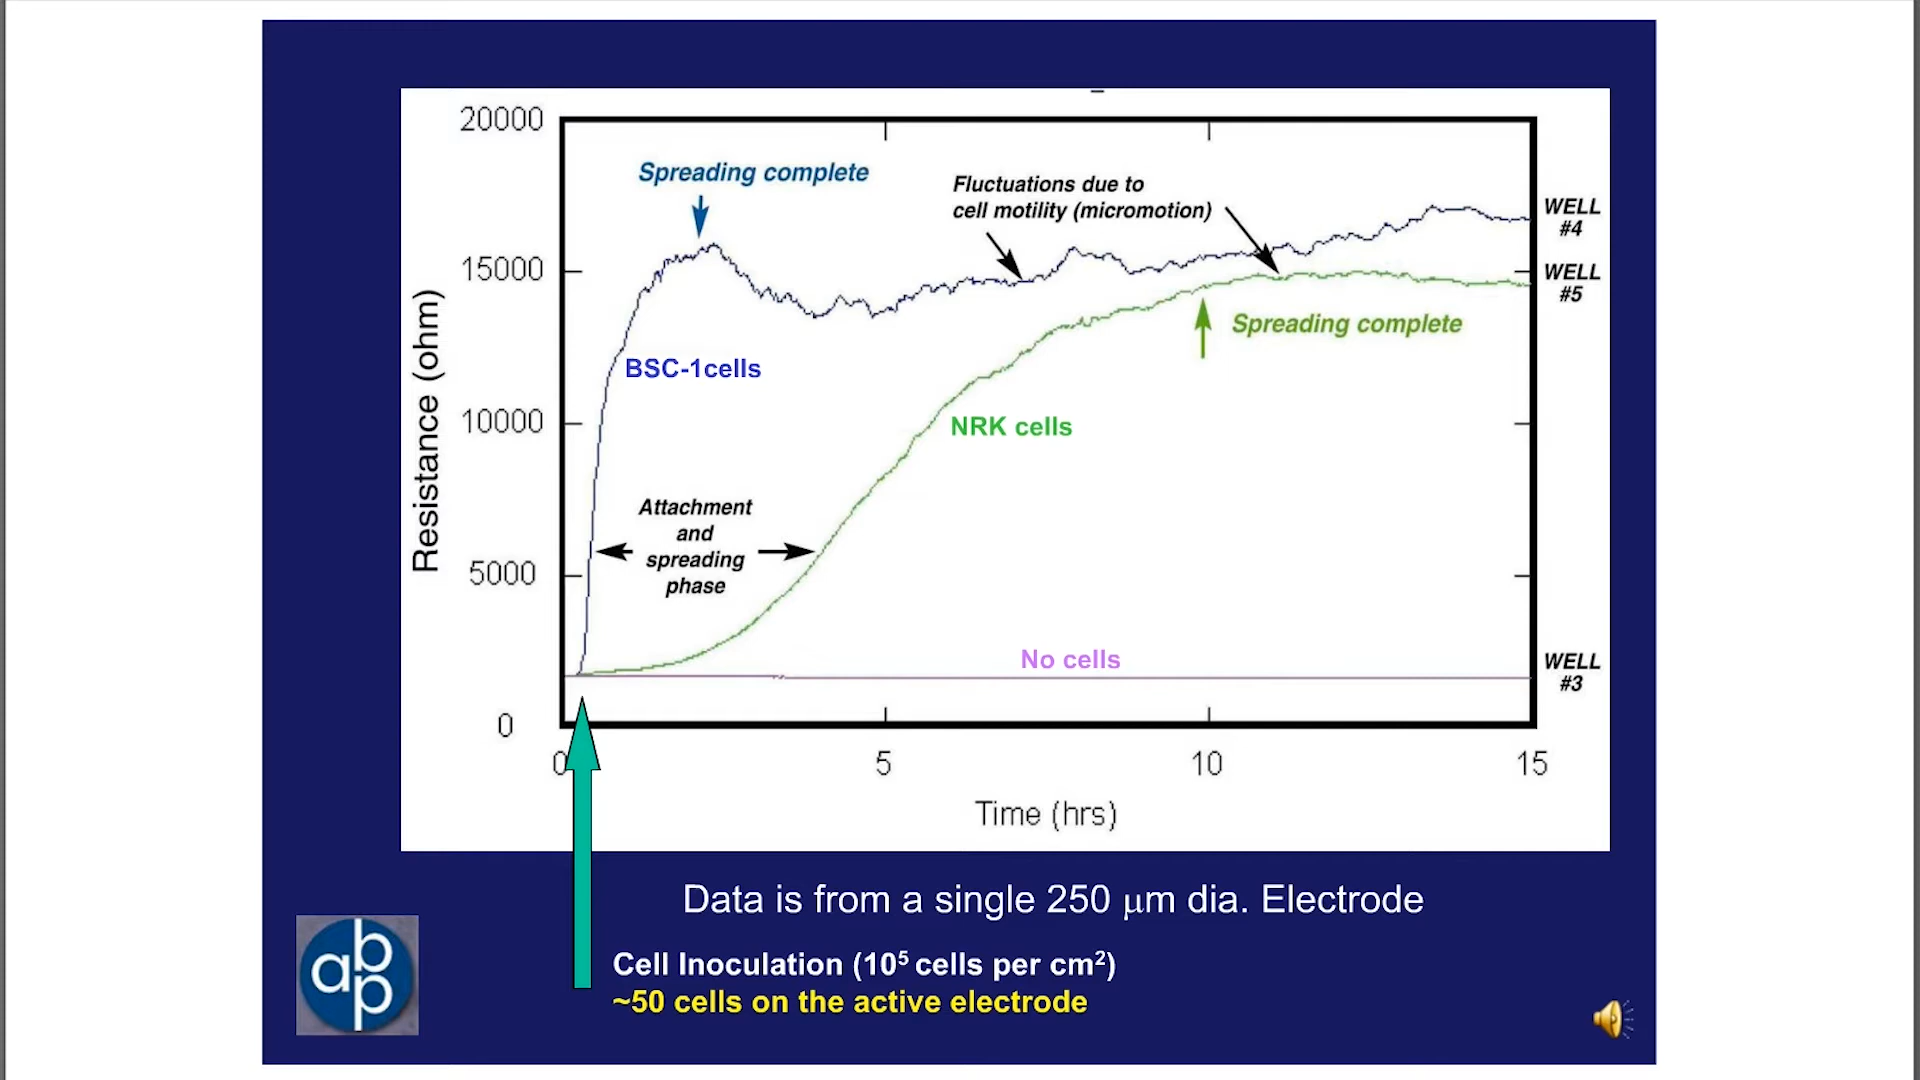 20000
15000
10000
5000
0
Resistance (ohm)
Spreading complete
Fluctuations due to
cell motility (micromotion)
WELL
#4
WELL
#5
Spreading complete
BSC-1cells
NRK cells
Attachment
and
spreading
phase
No cells
WELL
#3
0
5
10
15
Time (hrs)
Data is from a single 250 μm dia. Electrode
Cell Inoculation (10⁵ cells per cm²)
~50 cells on the active electrode
abp